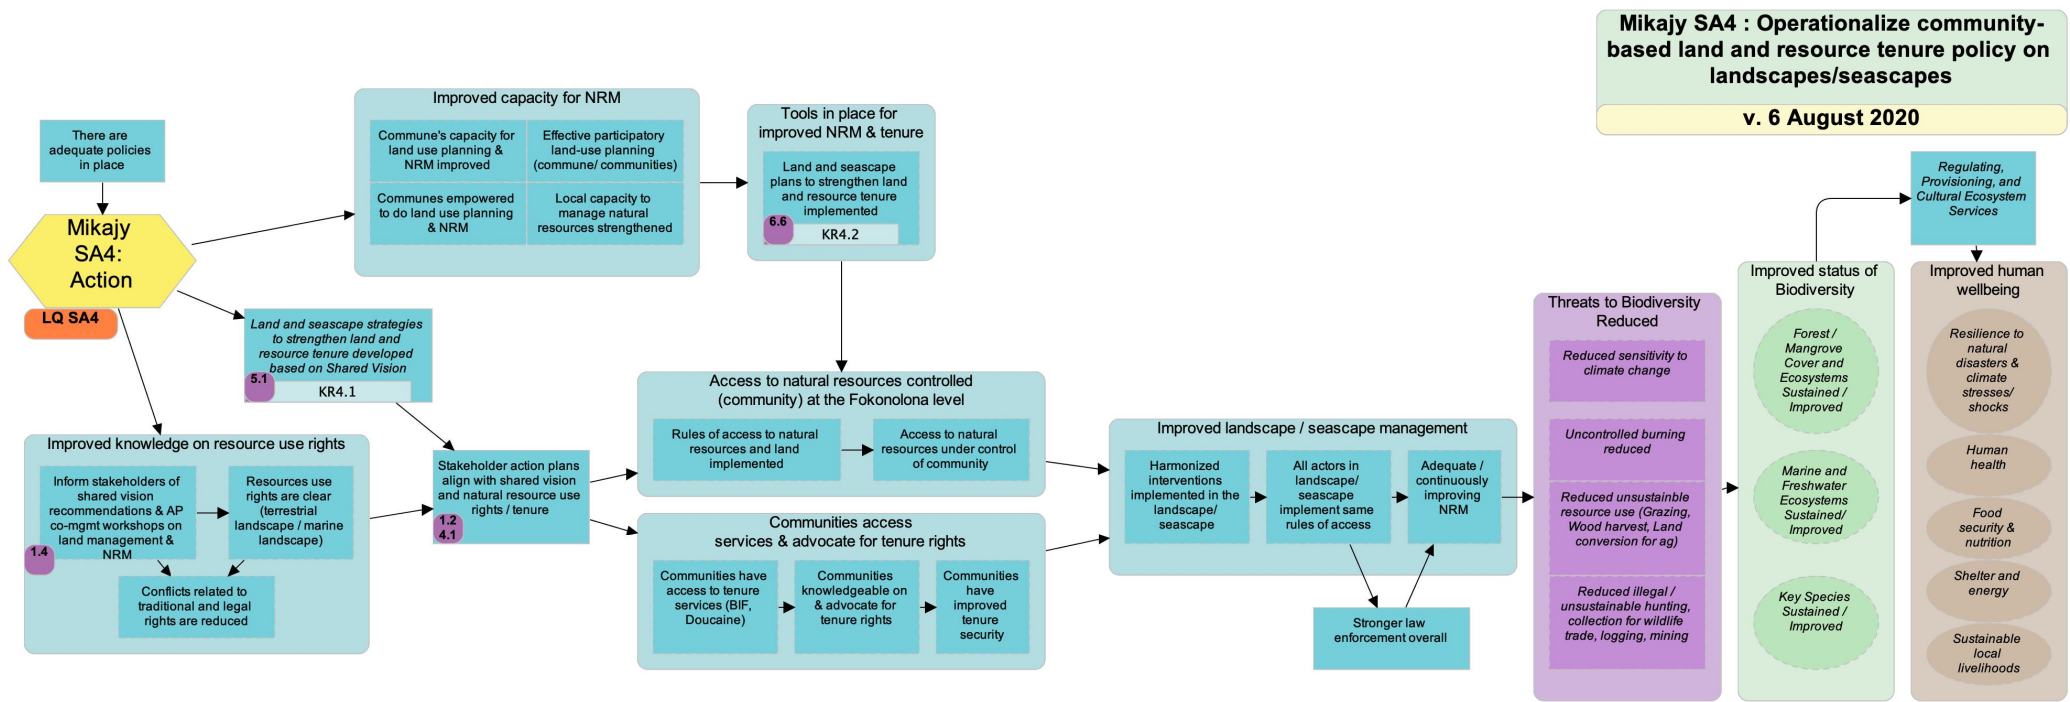 Mikajy SA4 : Operationalize community-
based land and resource tenure policy on
landscapes/seascapes
v. 6 August 2020
There are
adequate policies
in place
Mikajy
SA4:
Action
LQ SA4
Improved capacity for NRM
Commune's capacity for
land use planning &
NRM improved
Effective participatory
land-use planning
(commune/ communities)
Communes empowered
to do land use planning
& NRM
Local capacity to
manage natural
resources strengthened
Tools in place for
improved NRM & tenure
Land and seascape
plans to strengthen land
and resource tenure
implemented
6.6
KR4.2
Land and seascape strategies
to strengthen land and
resource tenure developed
based on Shared Vision
5.1
KR4.1
Improved knowledge on resource use rights
Inform stakeholders of
shared vision
recommendations & AP
co-mgmt workshops on
land management &
NRM
1.4
Resources use
rights are clear
(terrestrial
landscape / marine
landscape)
Conflicts related to
traditional and legal
rights are reduced
Stakeholder action plans
align with shared vision
and natural resource use
rights / tenure
1.2
4.1
Access to natural resources controlled
(community) at the Fokonolona level
Rules of access to natural
resources and land
implemented
Access to natural
resources under control
of community
Communities access
services & advocate for tenure rights
Communities have
access to tenure
services (BIF,
Doucaine)
Communities
knowledgeable on
& advocate for
tenure rights
Communities
have
improved
tenure
security
Improved landscape / seascape management
Harmonized
interventions
implemented in the
landscape/
seascape
All actors in
landscape/
seascape
implement same
rules of access
Adequate /
continuously
improving
NRM
Stronger law
enforcement overall
Threats to Biodiversity
Reduced
Reduced sensitivity to
climate change
Uncontrolled burning
reduced
Reduced unsustainble
resource use (Grazing,
Wood harvest, Land
conversion for ag)
Reduced illegal /
unsustainable hunting,
collection for wildlife
trade, logging, mining
Improved status of
Biodiversity
Forest /
Mangrove
Cover and
Ecosystems
Sustained /
Improved
Marine and
Freshwater
Ecosystems
Sustained/
Improved
Key Species
Sustained /
Improved
Regulating,
Provisioning, and
Cultural Ecosystem
Services
Improved human
wellbeing
Resilience to
natural
disasters &
climate
stresses/
shocks
Human
health
Food
security &
nutrition
Shelter and
energy
Sustainable
local
livelihoods